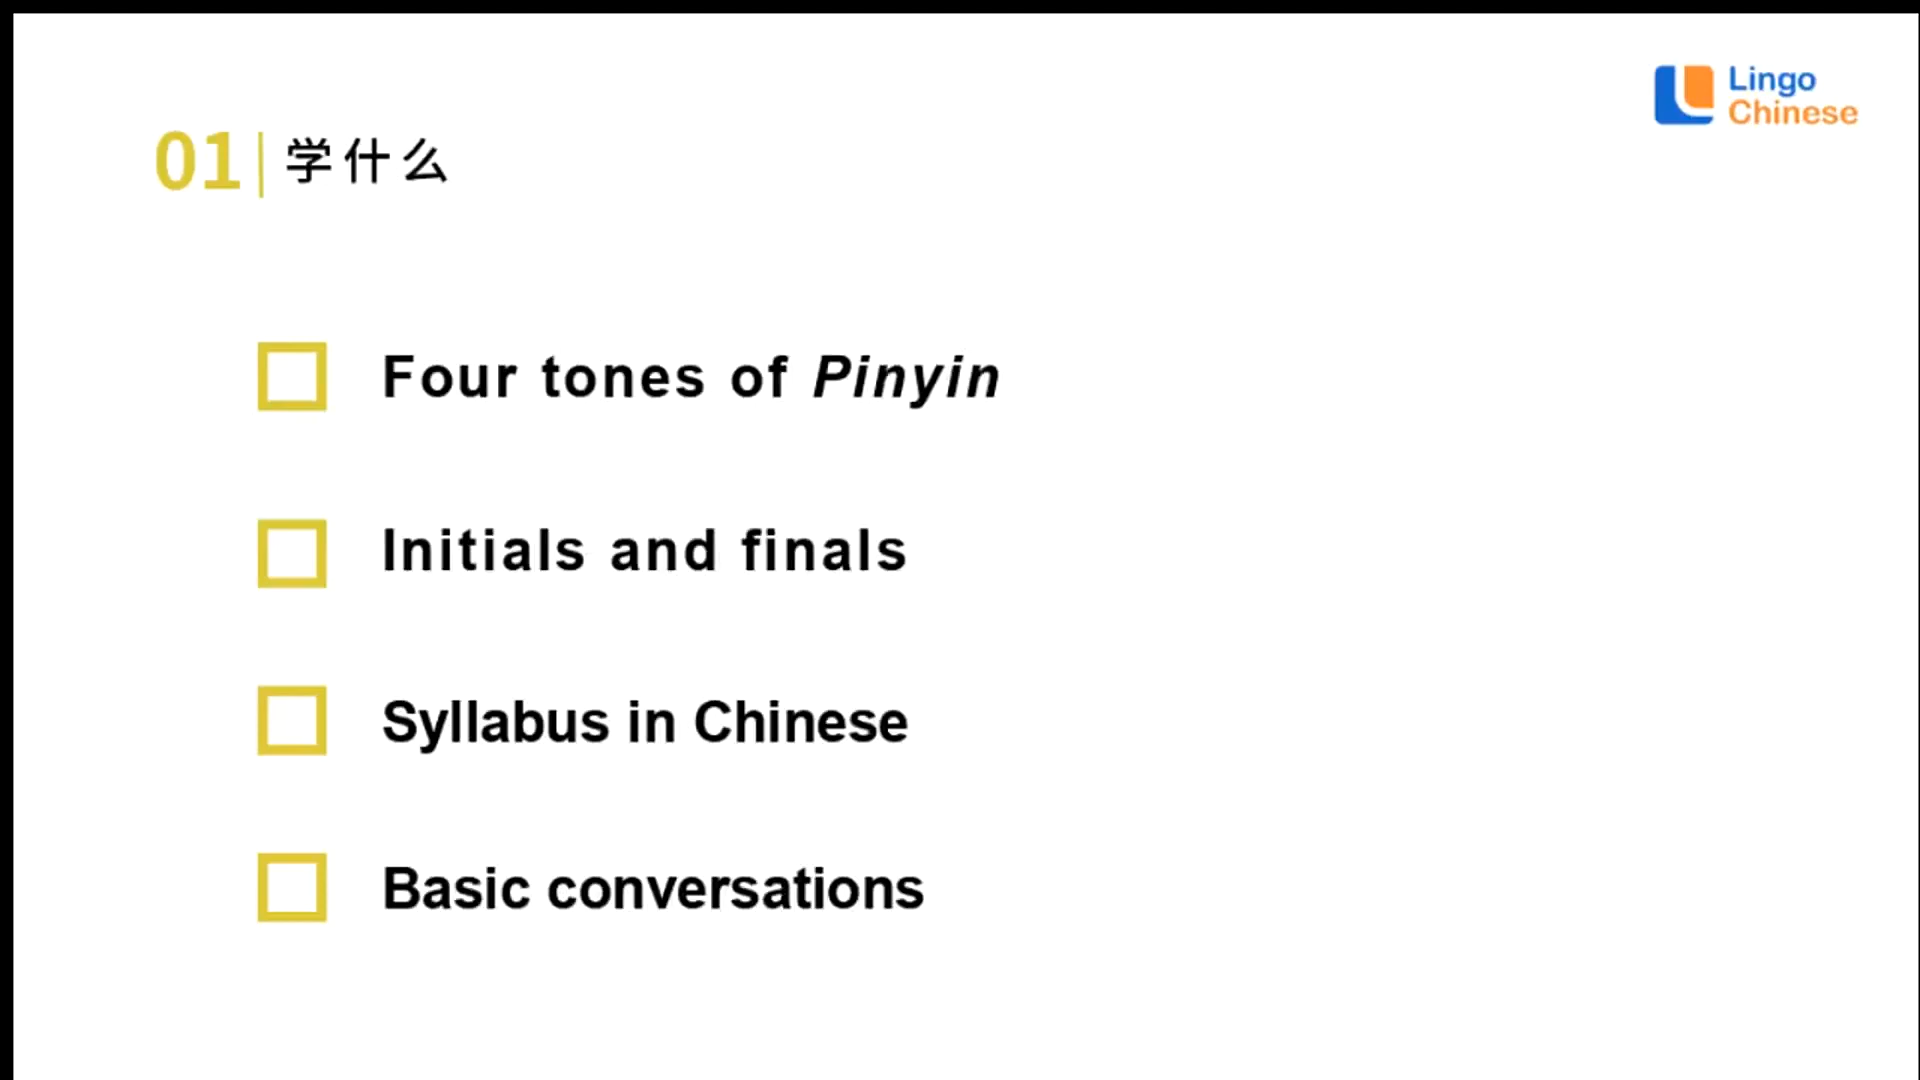 Lingo
Chinese
01 学什么
Four tones of Pinyin
Initials and finals
Syllabus in Chinese
Basic conversations